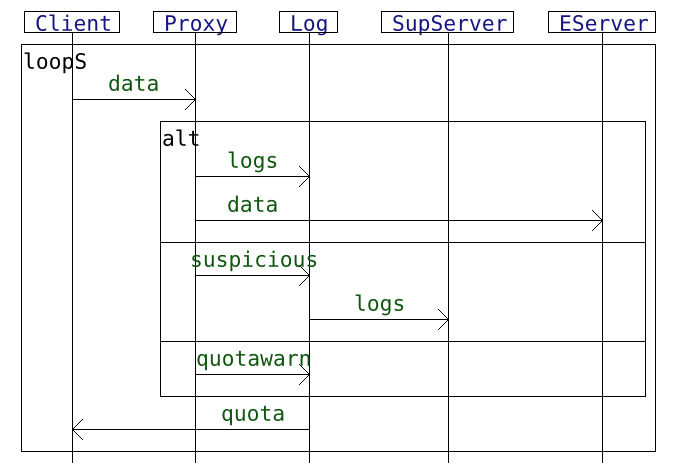 Client Proxy Log SupServer EServer
loopS
data
alt
logs
data
suspicious
logs
quotawarn
quota